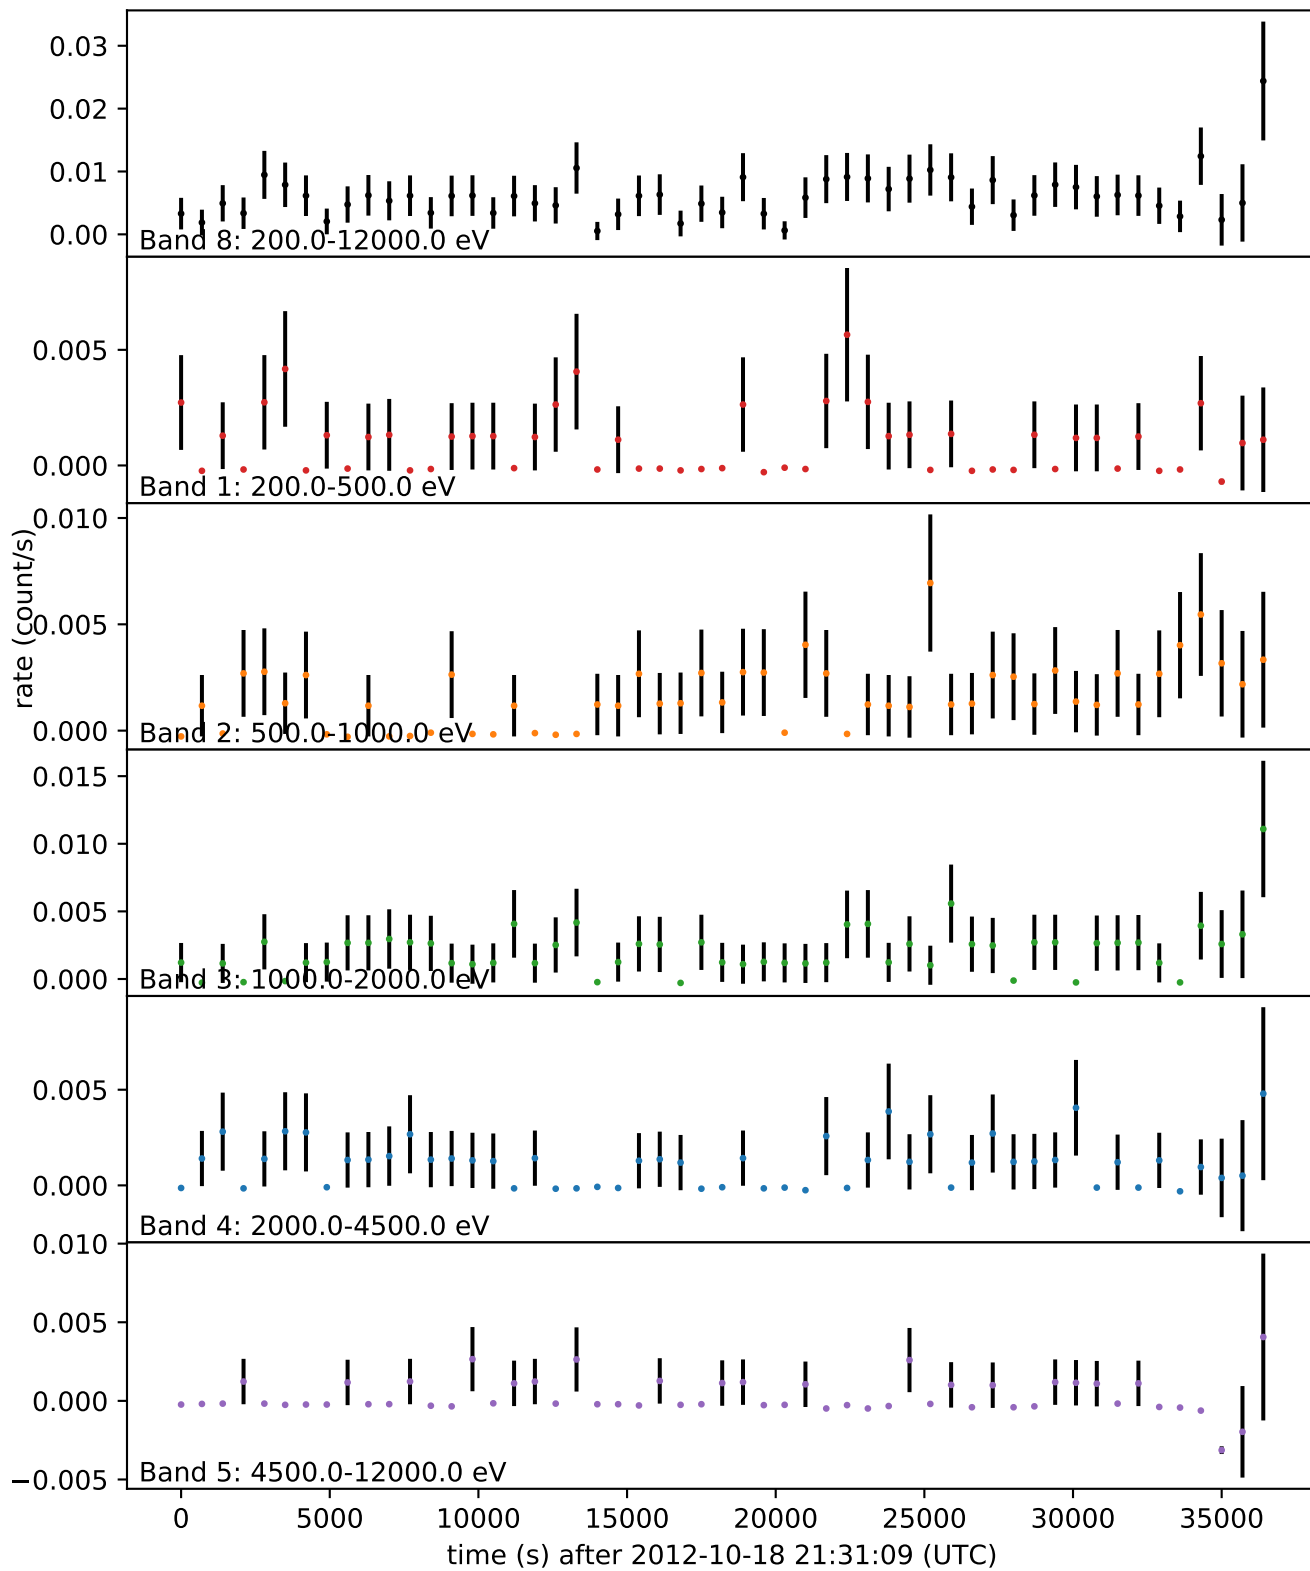 0.03
0.02
0.01
0.00
Band 8: 200.0-12000.0 eV
0.005
0.000
Band 1: 200.0-500.0 eV
rate (count/s)
0.010
0.005
0.000
Band 2: 500.0-1000.0 eV
0.015
0.010
0.005
0.000
Band 3: 1000.0-2000.0 eV
0.005
0.000
Band 4: 2000.0-4500.0 eV
0.010
0.005
0.000
−0.005
Band 5: 4500.0-12000.0 eV
0 5000 10000 15000 20000 25000 30000 35000
time (s) after 2012-10-18 21:31:09 (UTC)